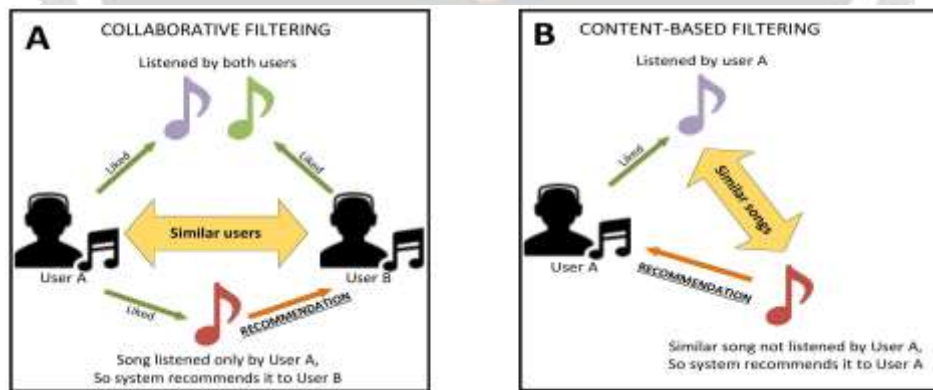 A
COLLABORATIVE FILTERING
Listened by both users
Liked
Liked
Similar users
User A
User B
Liked
RECOMMENDATION
Song listened only by User A,
So system recommends it to User B
B
CONTENT-BASED FILTERING
Listened by user A
Liked
Similar songs
User A
RECOMMENDATION
Similar song not listened by User A,
So system recommends it to User A